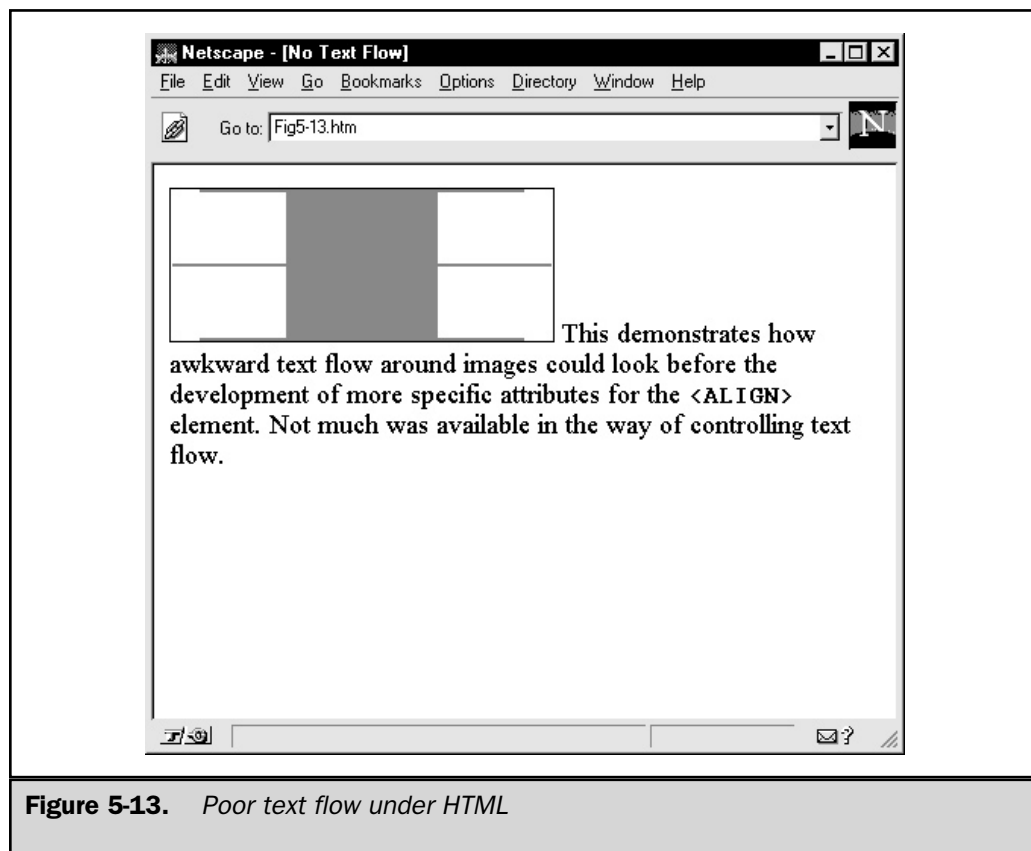 Netscape - [No Text Flow]
File Edit View Go Bookmarks Options Directory Window Help
Go to: Fig5-13.htm
N
This demonstrates how
awkward text flow around images could look before the
development of more specific attributes for the <ALIGN>
element. Not much was available in the way of controlling text
flow.
?
Figure 5-13. Poor text flow under HTML